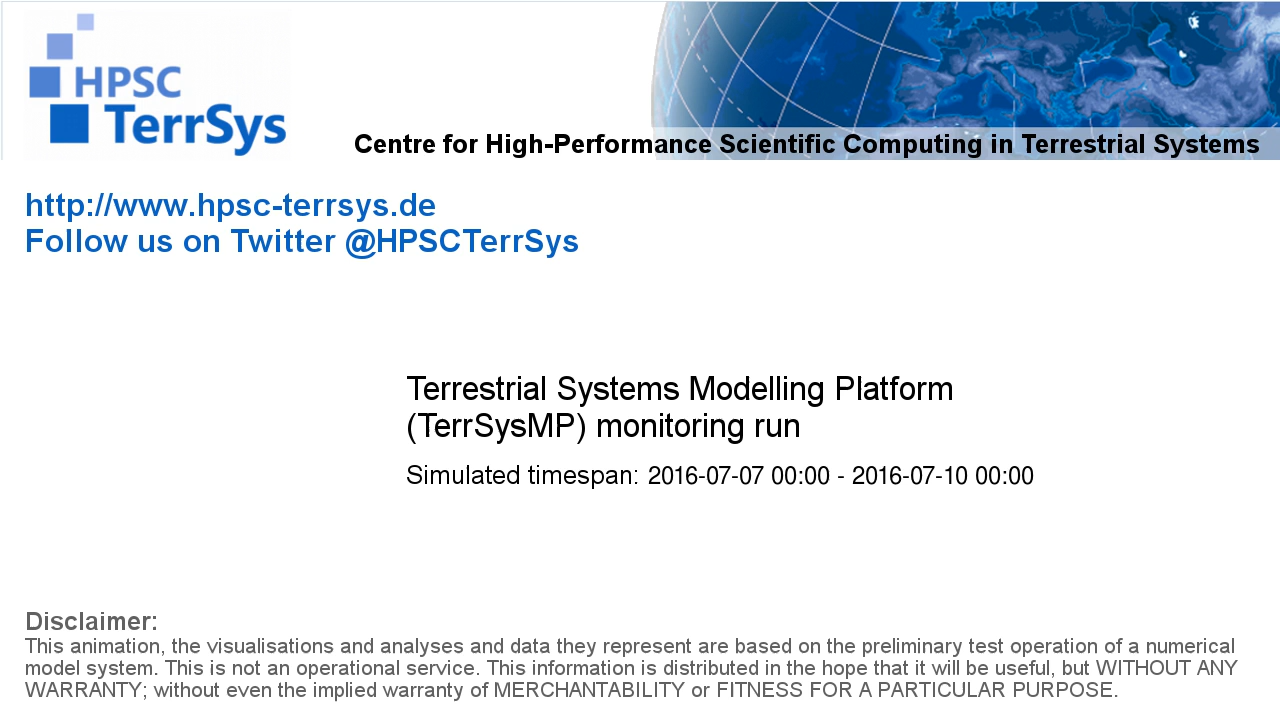 HPSC
TerrSys
Centre for High-Performance Scientific Computing in Terrestrial Systems
http://www.hpsc-terrsys.de
Follow us on Twitter @HPSCTerrSys
Terrestrial Systems Modelling Platform
(TerrSysMP) monitoring run
Simulated timespan: 2016-07-07 00:00 - 2016-07-10 00:00
Disclaimer:
This animation, the visualisations and analyses and data they represent are based on the preliminary test operation of a numerical
model system. This is not an operational service. This information is distributed in the hope that it will be useful, but WITHOUT ANY
WARRANTY; without even the implied warranty of MERCHANTABILITY or FITNESS FOR A PARTICULAR PURPOSE.